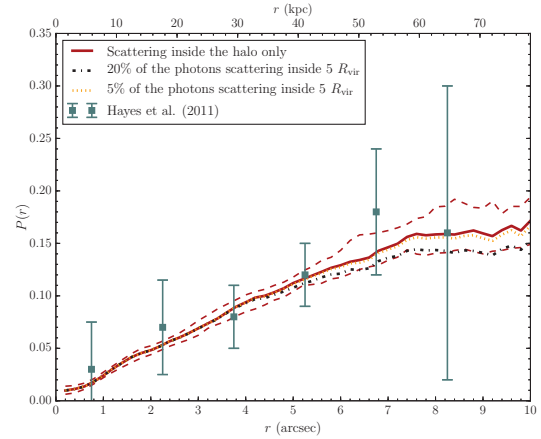 r (kpc)
0 10 20 30 40 50 60 70
Scattering inside the halo only
20% of the photons scattering inside 5 R_vir
5% of the photons scattering inside 5 R_vir
Hayes et al. (2011)
P(r)
0.35
0.30
0.25
0.20
0.15
0.10
0.05
0.00
0 1 2 3 4 5 6 7 8 9 10
r (arcsec)